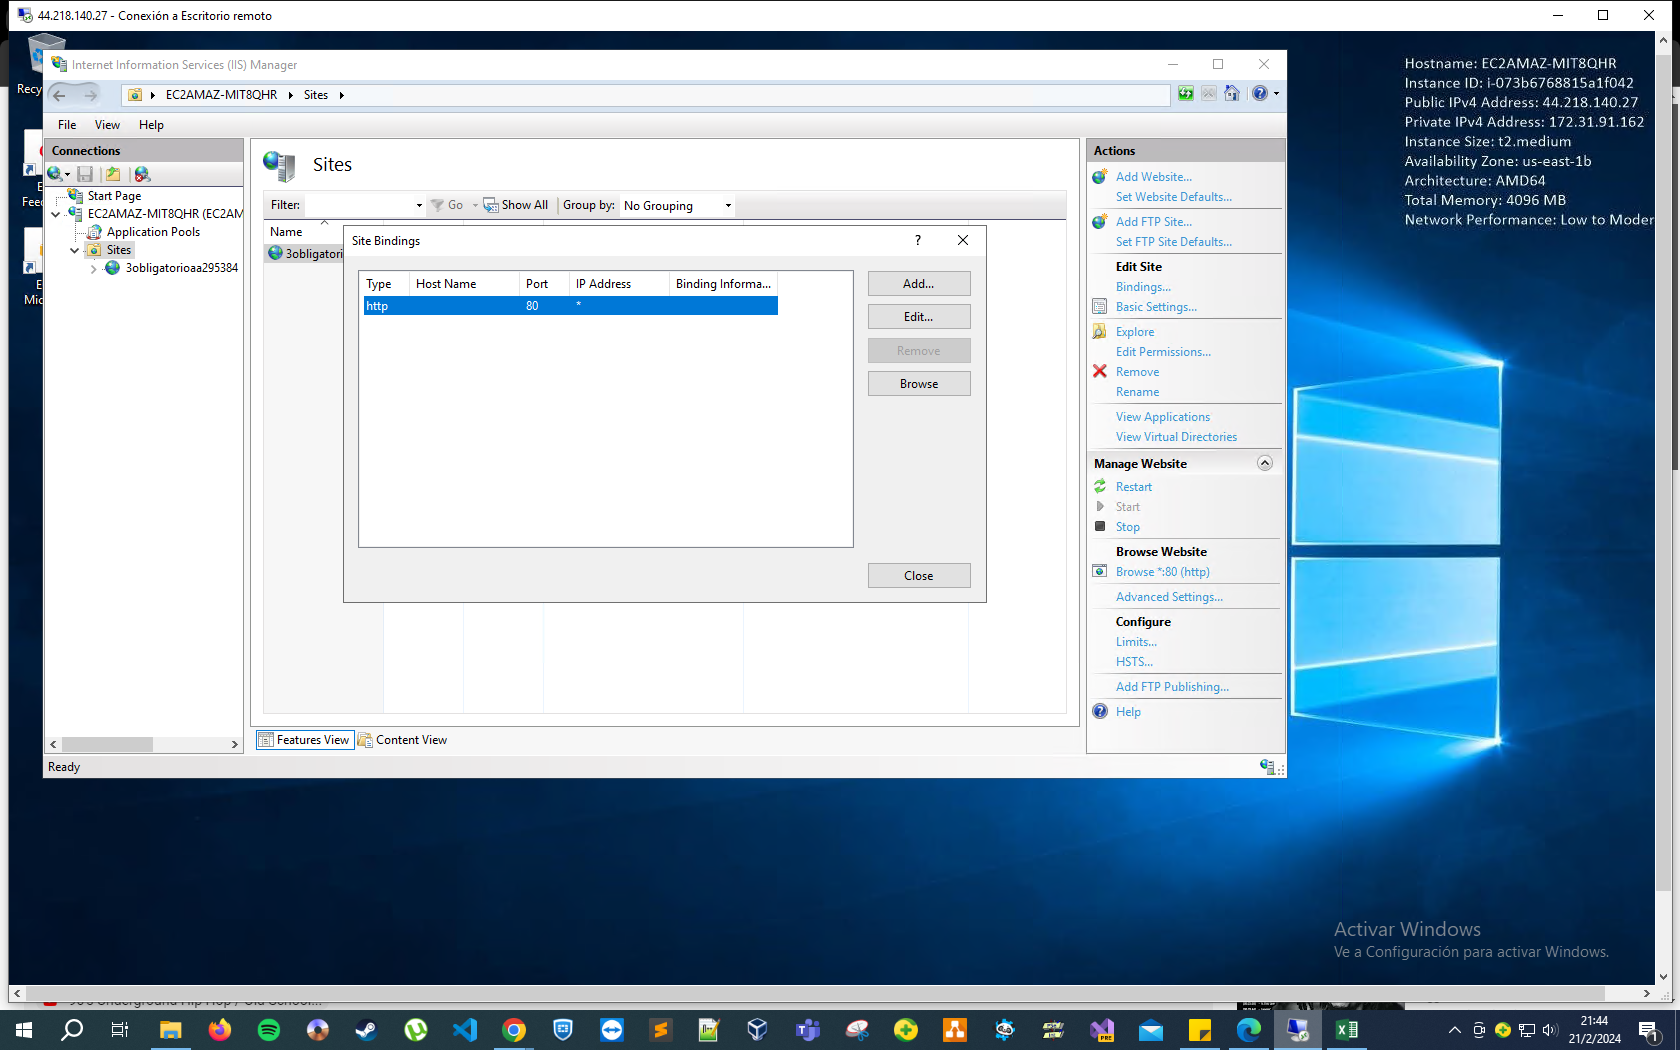 44.218.140.27 - Conexión a Escritorio remoto
Recy
Internet Information Services (IIS) Manager
EC2AMAZ-MIT8QHR
Sites
File View Help
Hostname: EC2AMAZ-MIT8QHR
Instance ID: i-073b6768815a1f042
Public IPv4 Address: 44.218.140.27
Private IPv4 Address: 172.31.91.162
Instance Size: t2.medium
Availability Zone: us-east-1b
Architecture: AMD64
Total Memory: 4096 MB
Network Performance: Low to Moder
E
Feed
E
Mic
Connections
Start Page
EC2AMAZ-MIT8QHR (EC2AM
Application Pools
Sites
3obligatorioaa295384
Sites
Filter: Go Show All Group by: No Grouping
Name
3obligatori
Site Bindings
? 
Type Host Name Port IP Address Binding Informa...
http 80 *
Add...
Edit...
Remove
Browse
Close
Features View Content View
Ready
Actions
Add Website...
Set Website Defaults...
Add FTP Site...
Set FTP Site Defaults...
Edit Site
Bindings...
Basic Settings...
Explore
Edit Permissions...
Remove
Rename
View Applications
View Virtual Directories
Manage Website
Restart
Start
Stop
Browse Website
Browse *:80 (http)
Advanced Settings...
Configure
Limits...
HSTS...
Add FTP Publishing...
Help
Activar Windows
Ve a Configuración para activar Windows.
PRE
21:44
21/2/2024
1